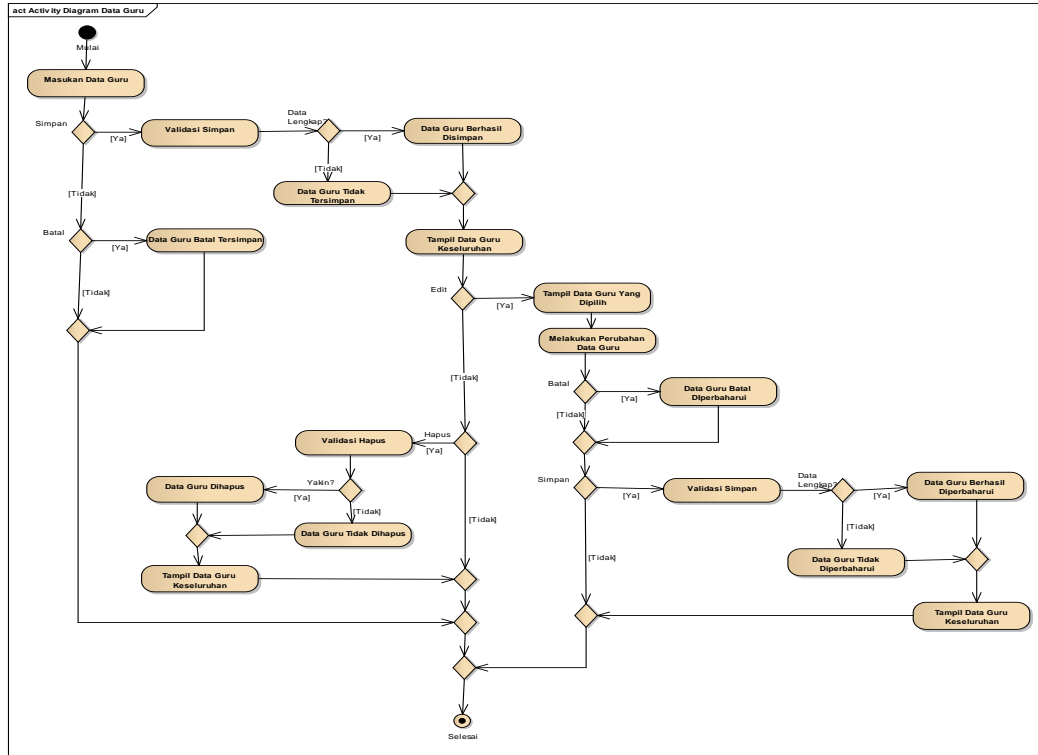 act Activity Diagram Data Guru
Mulai
Masukan Data Guru
Simpan
[Ya]
Validasi Simpan
Data
Lengkap?
[Ya]
Data Guru Berhasil
Disimpan
[Tidak]
[Tidak]
Data Guru Tidak
Tersimpan
Batal
[Ya]
Data Guru Batal Tersimpan
Tampil Data Guru
Keseluruhan
[Tidak]
Edit
[Ya]
Tampil Data Guru Yang
Dipilih
Melakukan Perubahan
Data Guru
[Tidak]
Batal
[Ya]
Data Guru Batal
DIperbaharui
[Tidak]
Hapus
[Ya]
Validasi Hapus
Yakin?
[Ya]
Data Guru Dihapus
[Tidak]
Data Guru Tidak Dihapus
[Tidak]
Tampil Data Guru
Keseluruhan
Simpan
[Ya]
Validasi Simpan
Data
Lengkap?
[Ya]
Data Guru Berhasil
Diperbaharui
[Tidak]
[Tidak]
Data Guru Tidak
Diperbaharui
Tampil Data Guru
Keseluruhan
Selesai